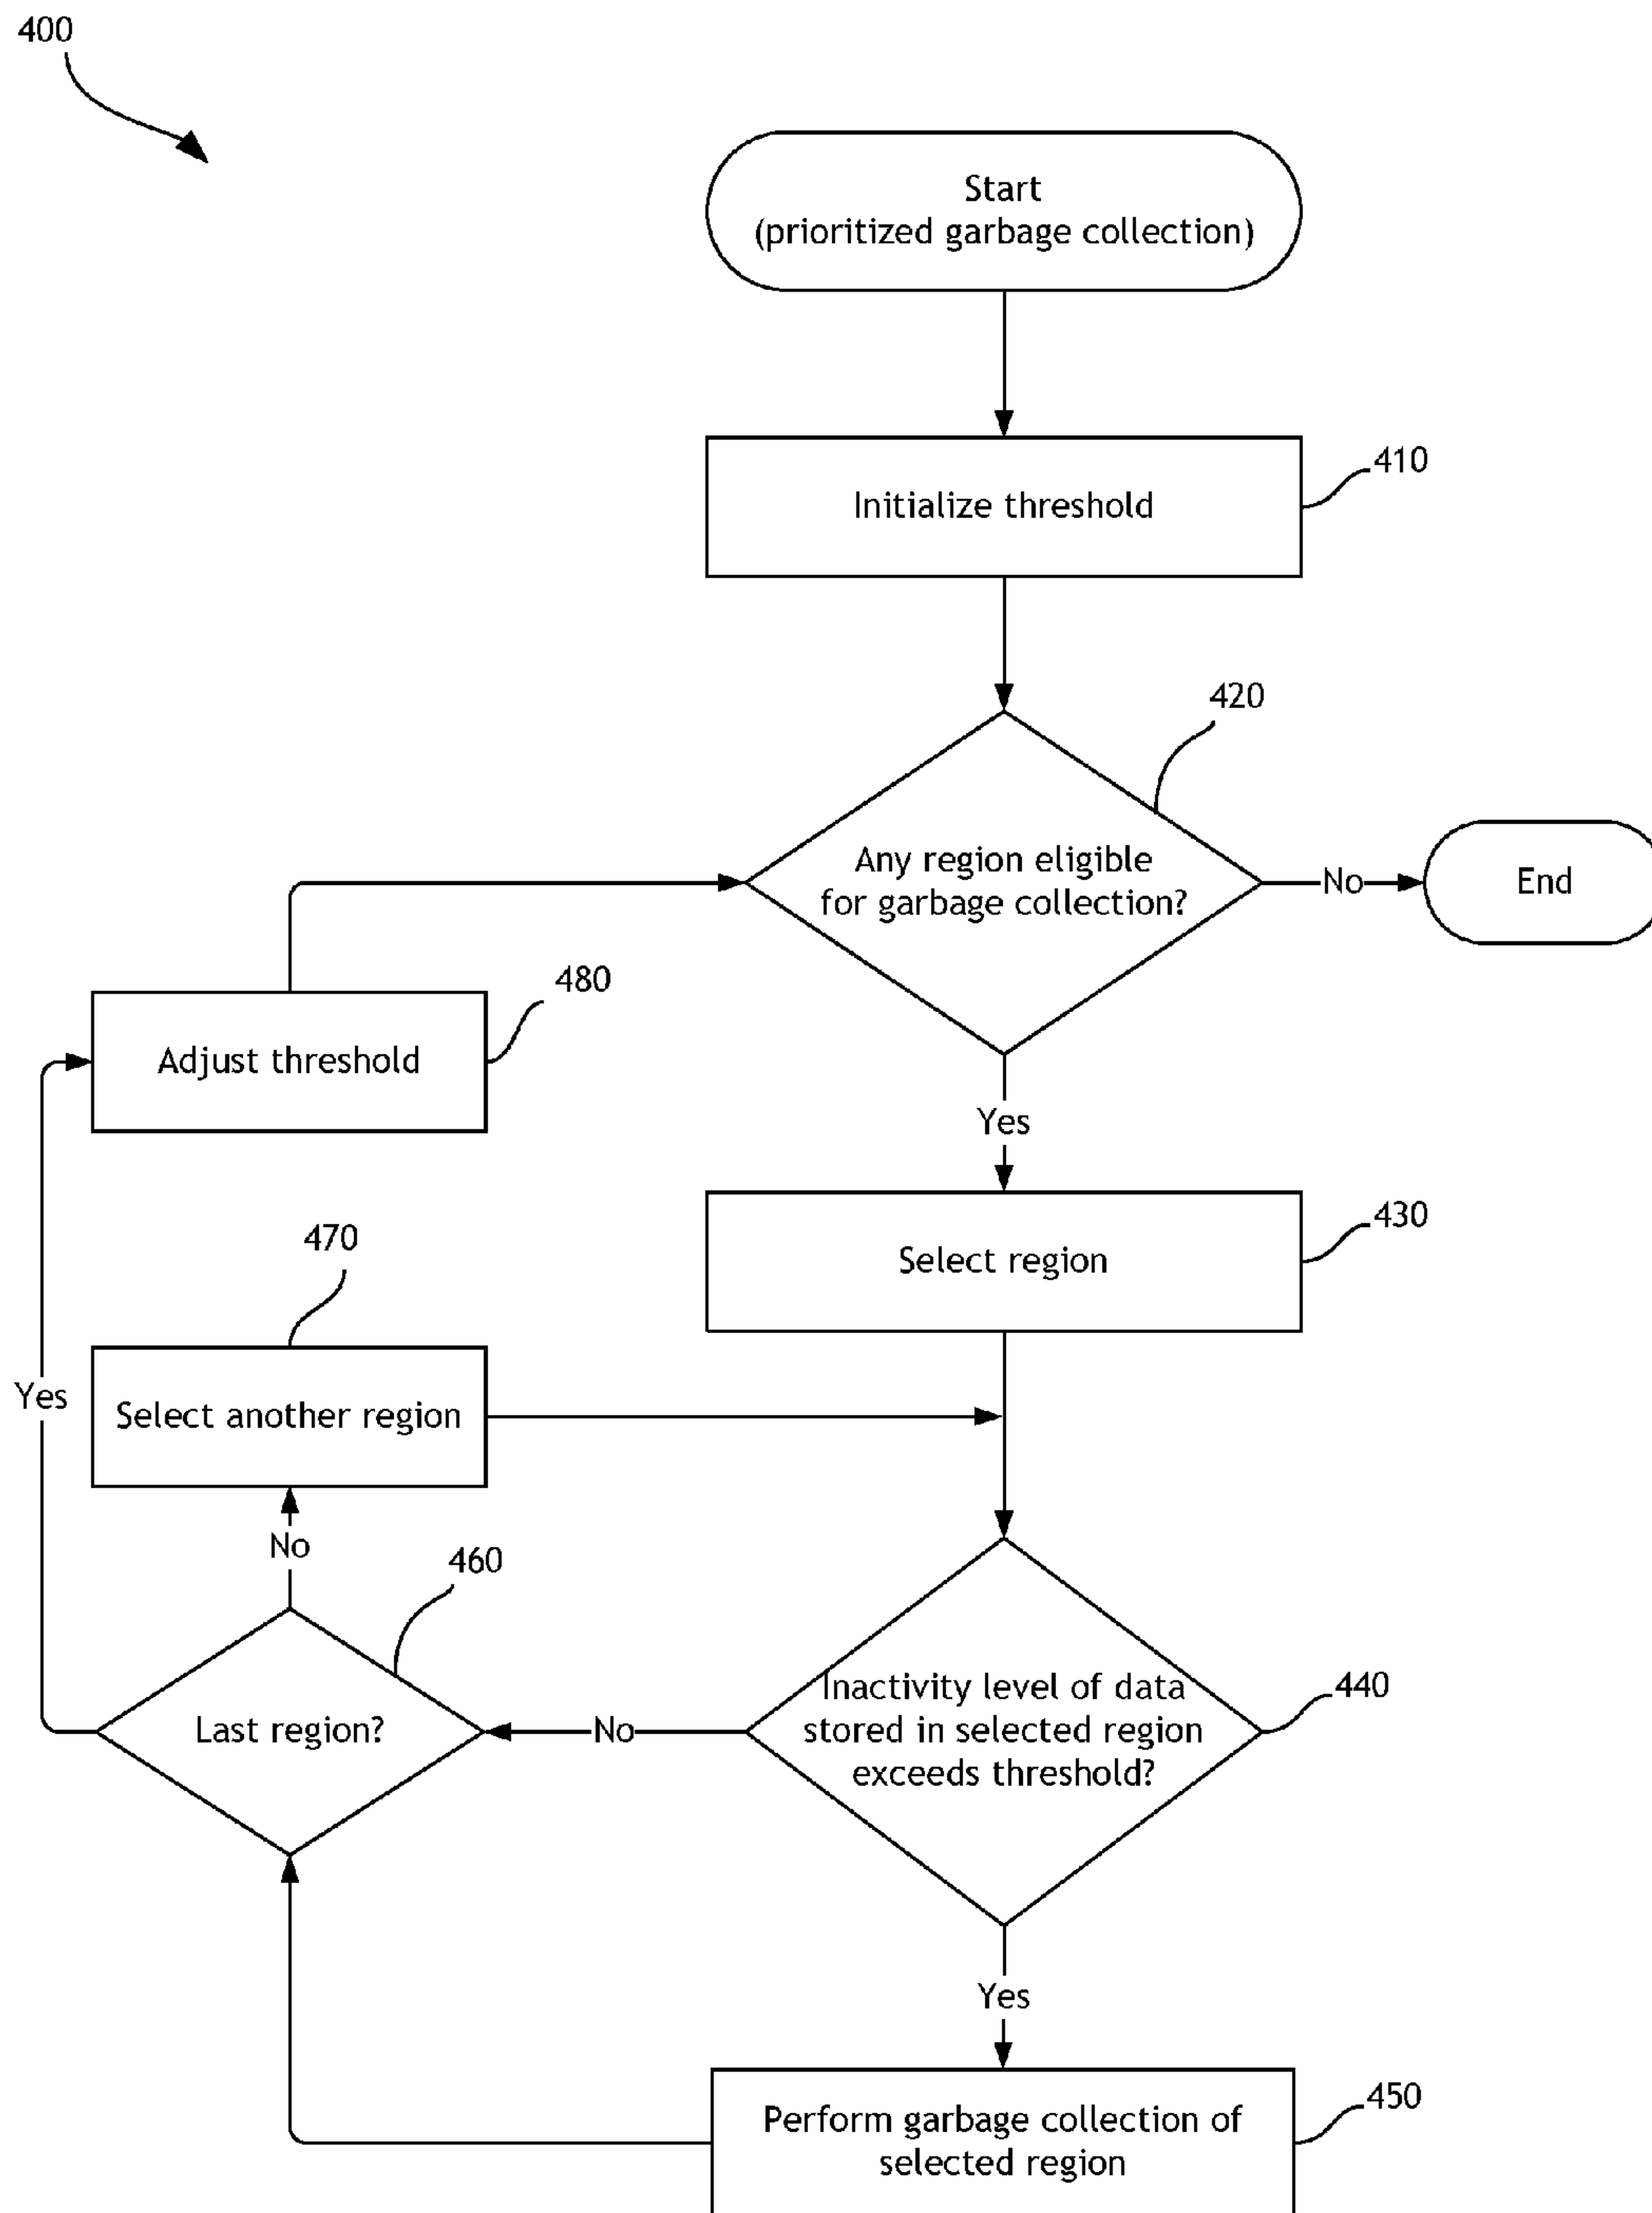 400
Start
(prioritized garbage collection)
410
Initialize threshold
420
Any region eligible
for garbage collection?
No
End
480
Adjust threshold
Yes
430
Select region
470
Select another region
Yes
No
460
Last region?
No
Inactivity level of data
stored in selected region
exceeds threshold?
440
Yes
450
Perform garbage collection of
selected region